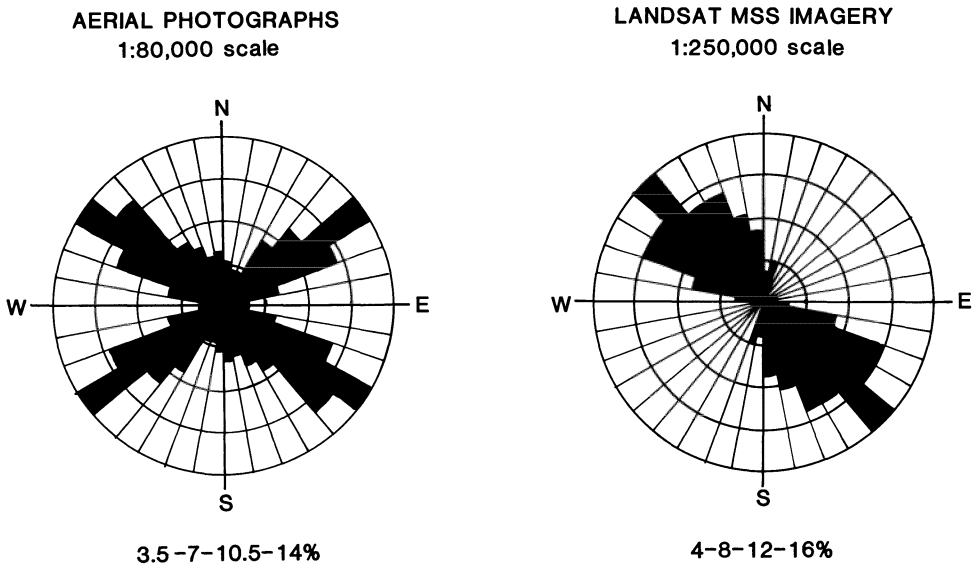 AERIAL PHOTOGRAPHS
1:80,000 scale
N
W
E
S
3.5-7-10.5-14%
LANDSAT MSS IMAGERY
1:250,000 scale
N
W
E
S
4-8-12-16%